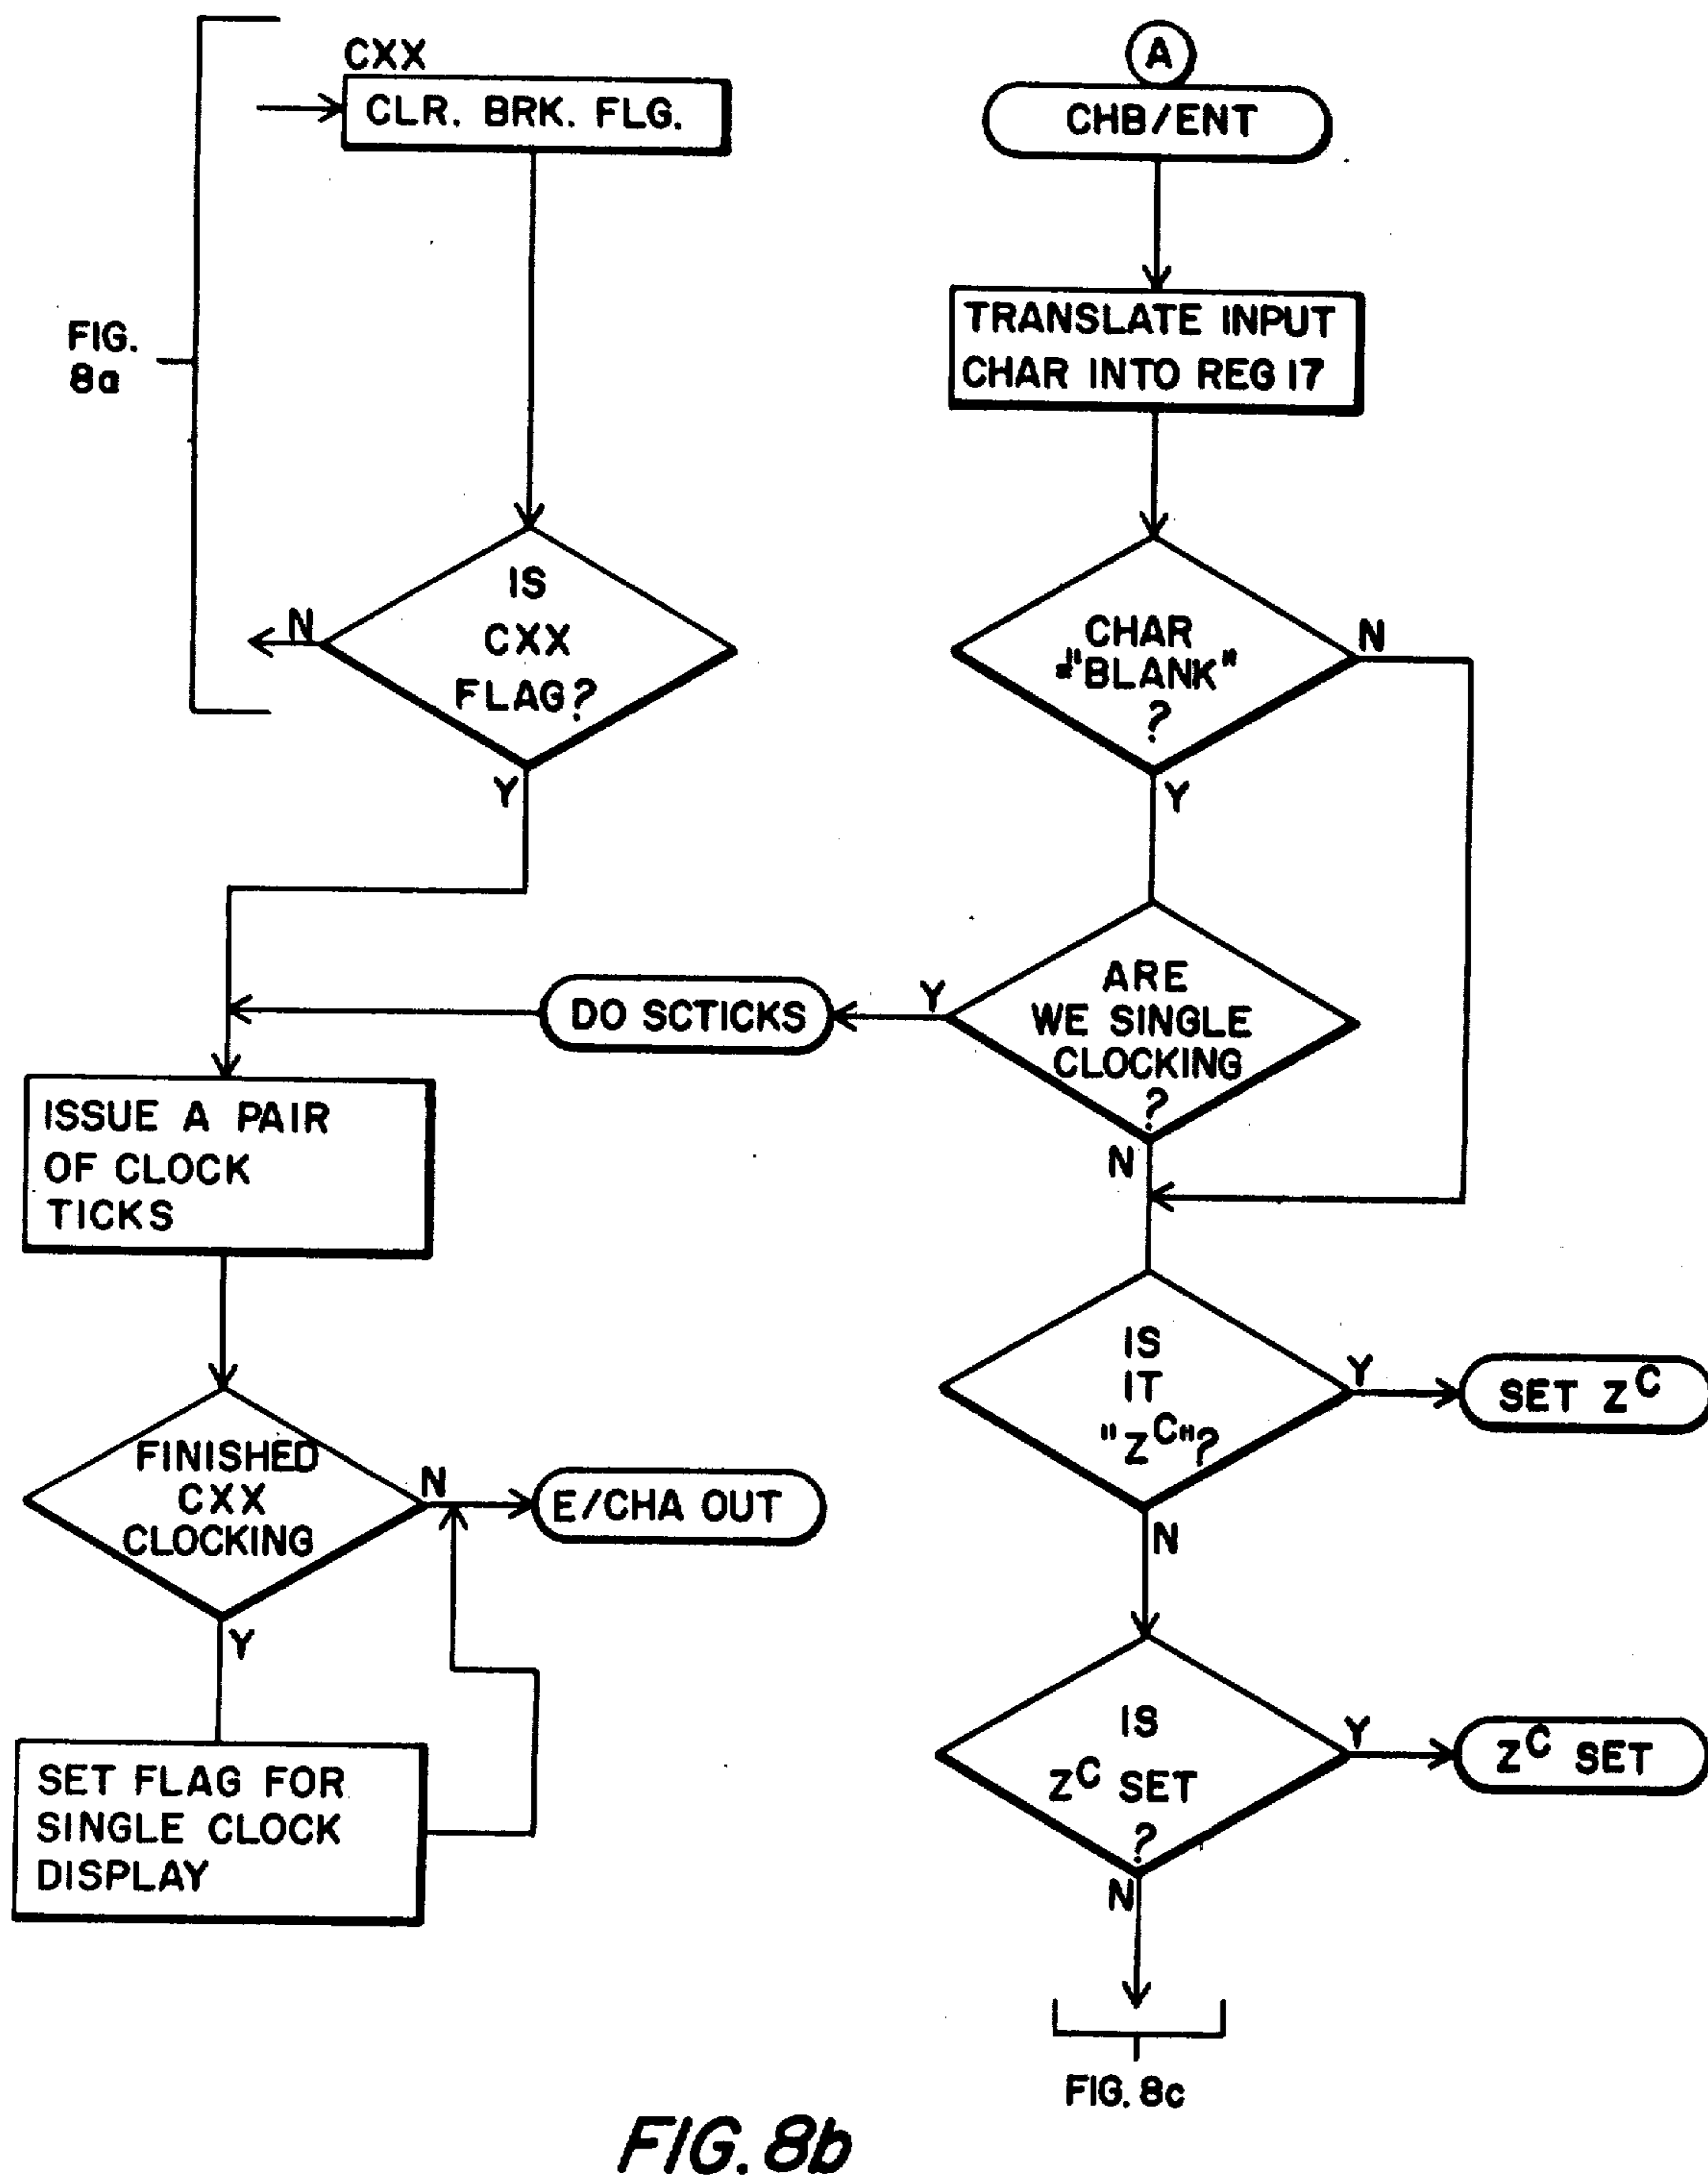 CXX
CLR. BRK. FLG.
FIG.
8a
IS
CXX
FLAG?
N
Y
ISSUE A PAIR
OF CLOCK
TICKS
FINISHED
CXX
CLOCKING
N
E/CHA OUT
Y
SET FLAG FOR
SINGLE CLOCK
DISPLAY
A
CHB/ENT
TRANSLATE INPUT
CHAR INTO REG 17
CHAR
="BLANK"
?
N
Y
ARE
WE SINGLE
CLOCKING
?
Y
DO SCTICKS
N
IS
IT
"Z^C"?
Y
SET Z^C
N
IS
Z^C SET
?
Y
Z^C SET
N
FIG. 8c
FIG. 8b